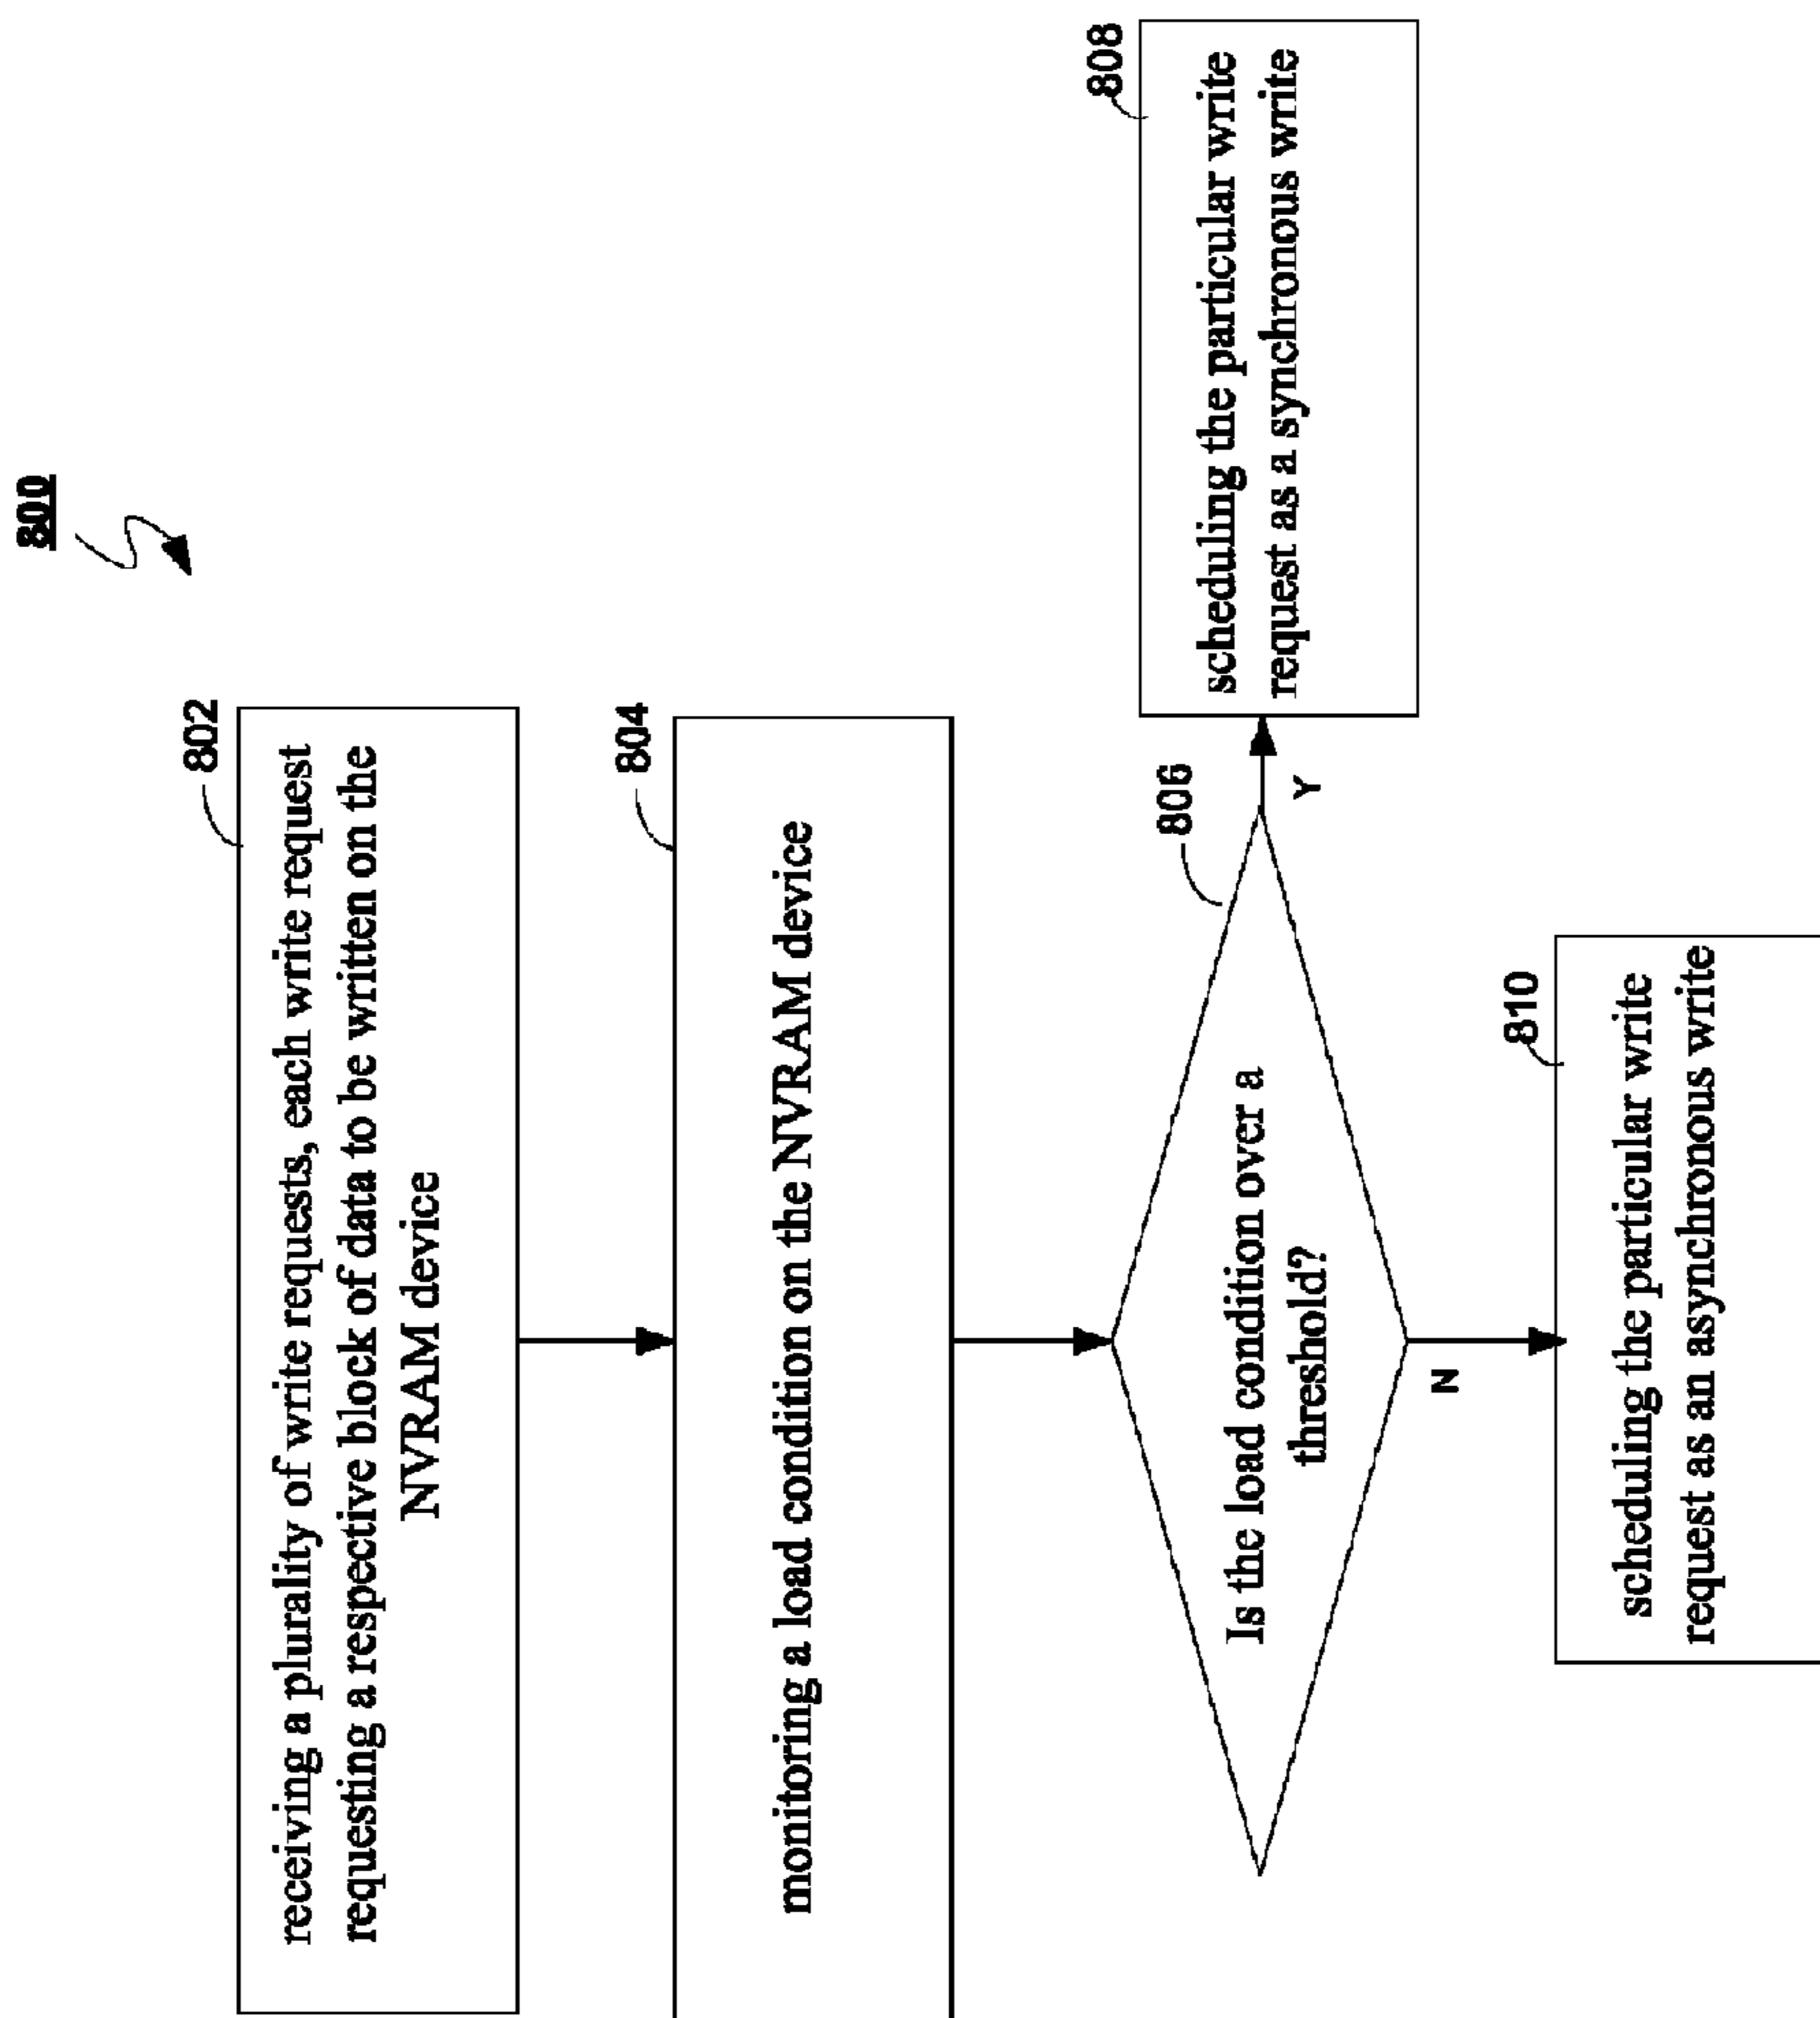 800
802
receiving a plurality of write requests, each write request
requesting a respective block of data to be written on the
NVRAM device
804
monitoring a load condition on the NVRAM device
806
Is the load condition over a
threshold?
Y
808
scheduling the particular write
request as a synchronous write
N
810
scheduling the particular write
request as an asynchronous write